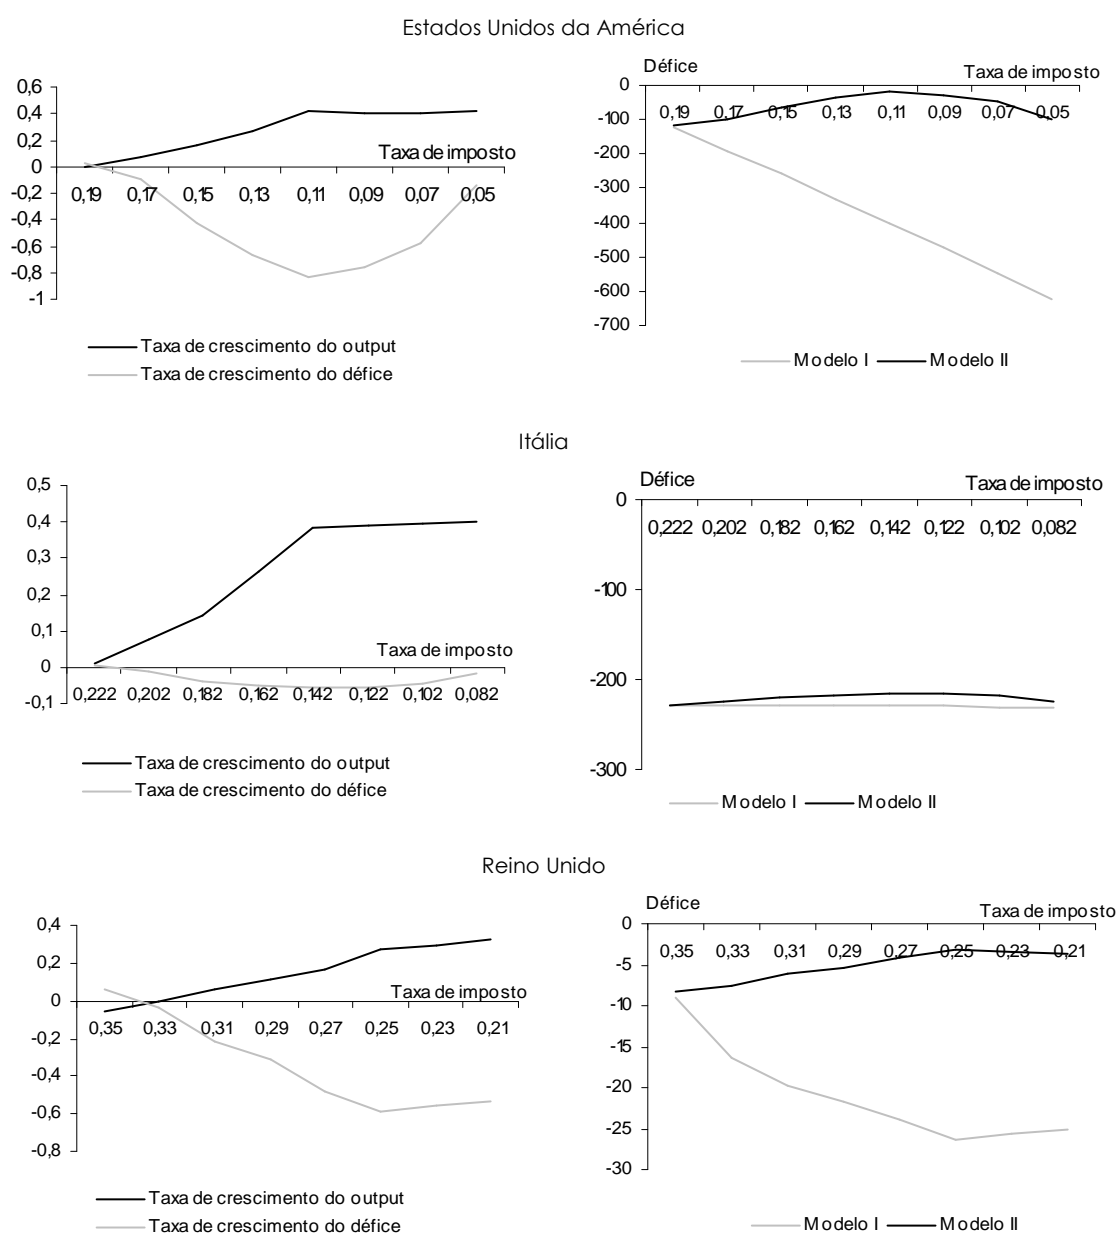 Estados Unidos da América
0,6
0,4
0,2
0
-0,2
-0,4
-0,6
-0,8
-1
Taxa de imposto
0,19 0,17 0,15 0,13 0,11 0,09 0,07 0,05
Taxa de crescimento do output
Taxa de crescimento do défice
Défice
Taxa de imposto
0
-100
-200
-300
-400
-500
-600
-700
0,19 0,17 0,15 0,13 0,11 0,09 0,07 0,05
Modelo I Modelo II
Itália
0,5
0,4
0,3
0,2
0,1
0
-0,1
Taxa de imposto
0,222 0,202 0,182 0,162 0,142 0,122 0,102 0,082
Taxa de crescimento do output
Taxa de crescimento do défice
Défice
Taxa de imposto
0
-100
-200
-300
0,222 0,202 0,182 0,162 0,142 0,122 0,102 0,082
Modelo I Modelo II
Reino Unido
0,4
0,2
0
-0,2
-0,4
-0,6
-0,8
Taxa de imposto
0,35 0,33 0,31 0,29 0,27 0,25 0,23 0,21
Taxa de crescimento do output
Taxa de crescimento do défice
Défice
Taxa de imposto
0
-5
-10
-15
-20
-25
-30
0,35 0,33 0,31 0,29 0,27 0,25 0,23 0,21
Modelo I Modelo II